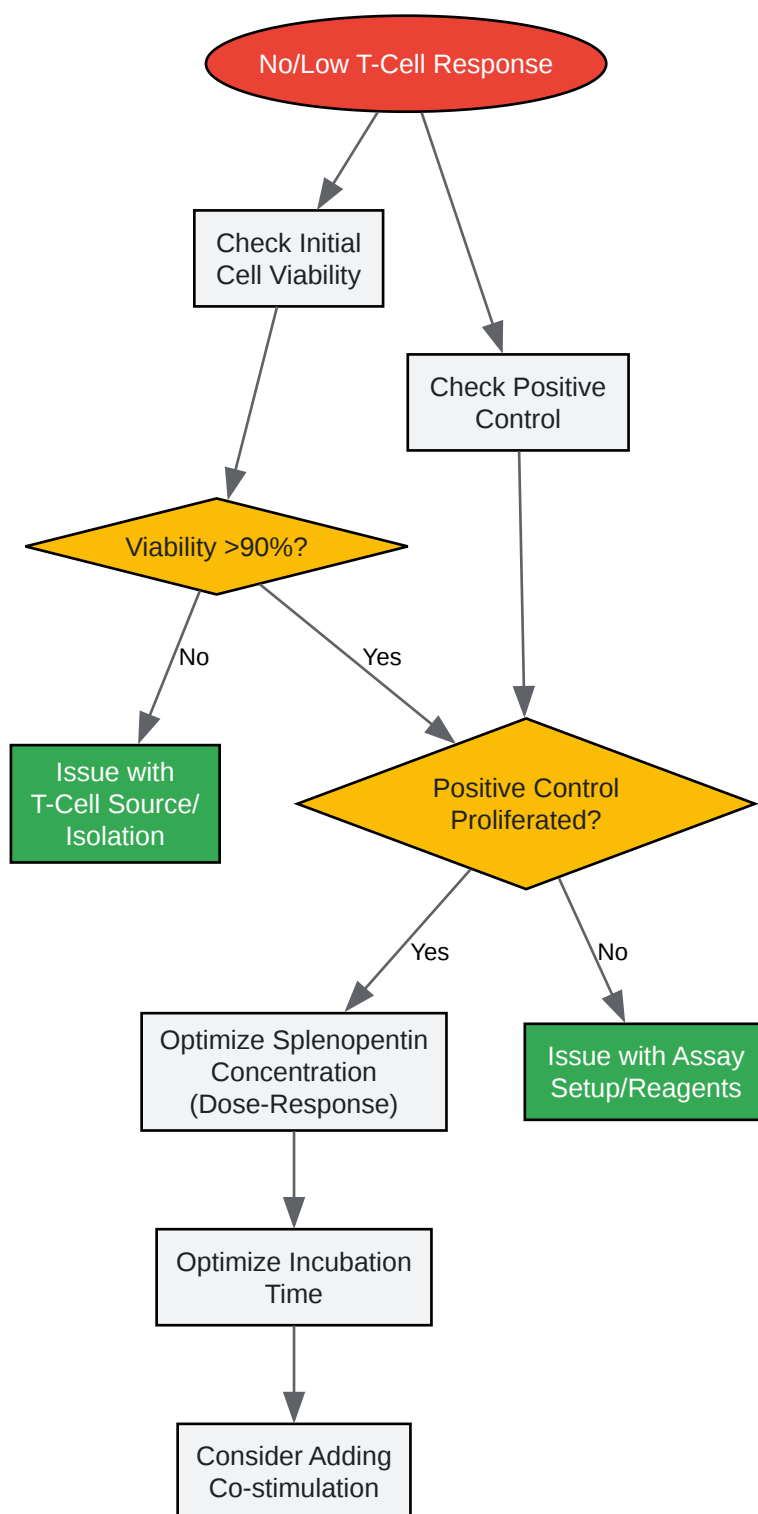 No/Low T-Cell Response
Check Initial
Cell Viability
Check Positive
Control
Viability >90%?
No
Yes
Issue with
T-Cell Source/
Isolation
Positive Control
Proliferated?
Yes
No
Optimize Splenopentin
Concentration
(Dose-Response)
Issue with Assay
Setup/Reagents
Optimize Incubation
Time
Consider Adding
Co-stimulation